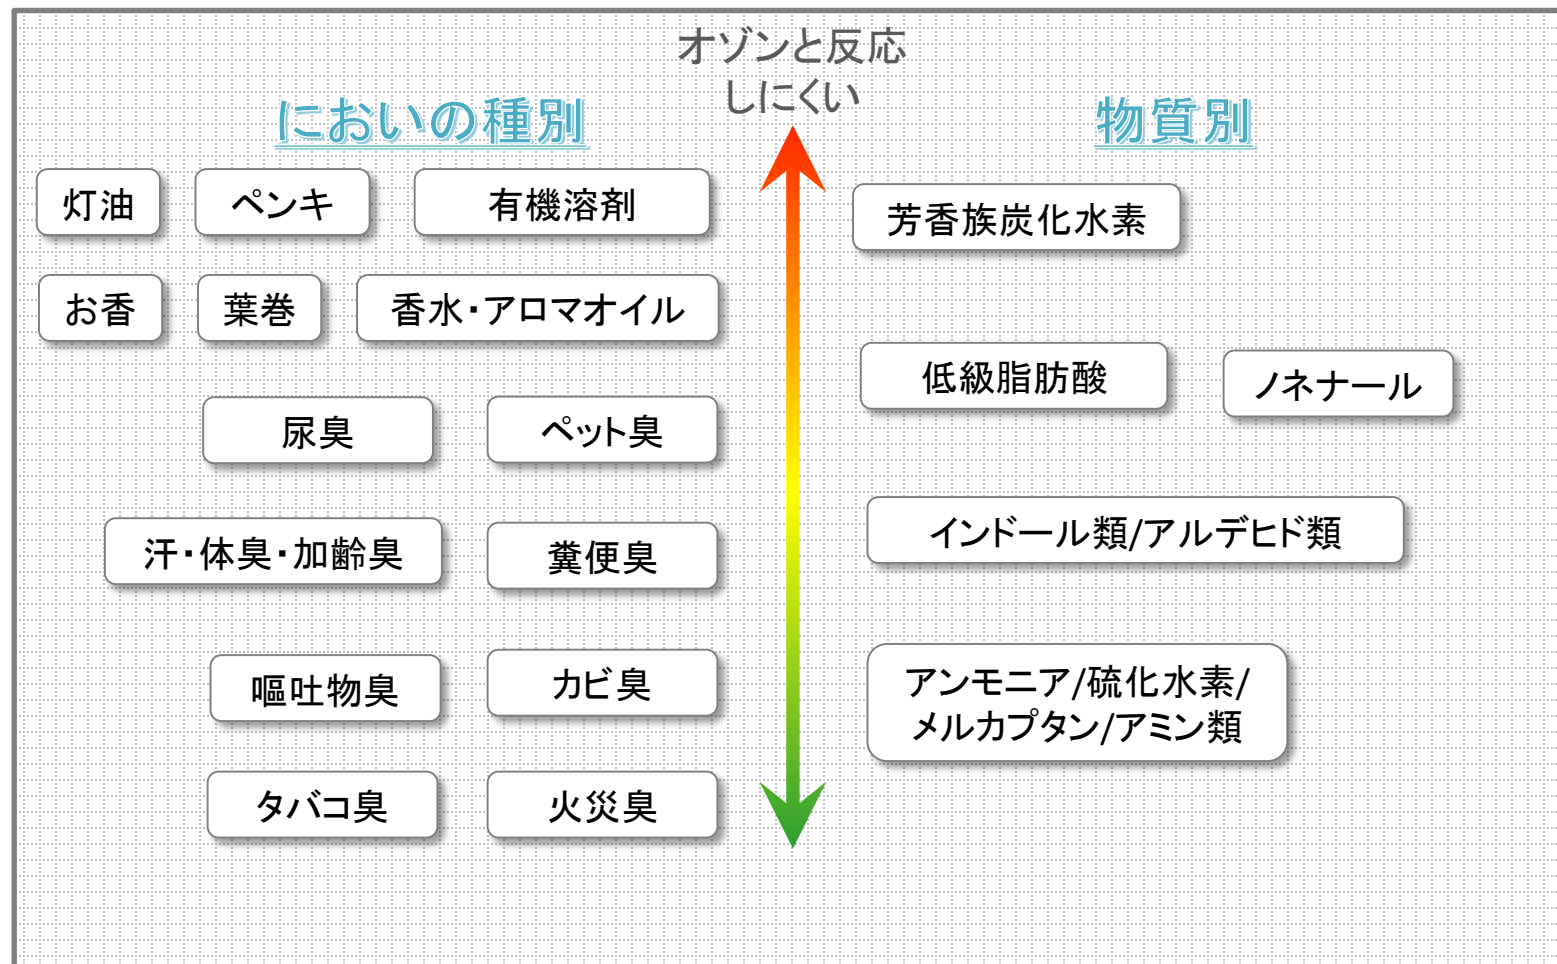 オゾンと反応
しにくい
においの種別
物質別
灯油
ペンキ
有機溶剤
芳香族炭化水素
お香
葉巻
香水・アロマオイル
低級脂肪酸
ノネナール
尿臭
ペット臭
汗・体臭・加齢臭
糞便臭
インドール類/アルデヒド類
嘔吐物臭
カビ臭
アンモニア/硫化水素/
メルカプタン/アミン類
タバコ臭
火災臭